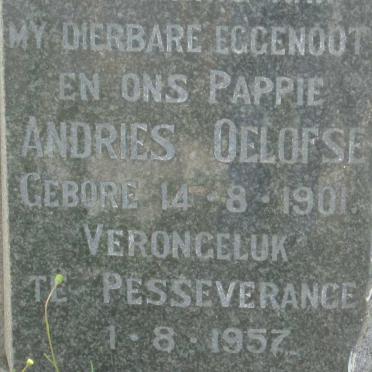 MY DIERBARE EGGENOOT
EN ONS PAPPIE
ANDRIES OELOFSE
GEBORE 14·8·1901.
VERONGELUK
TE PESSEVERANCE
1·8·1957.